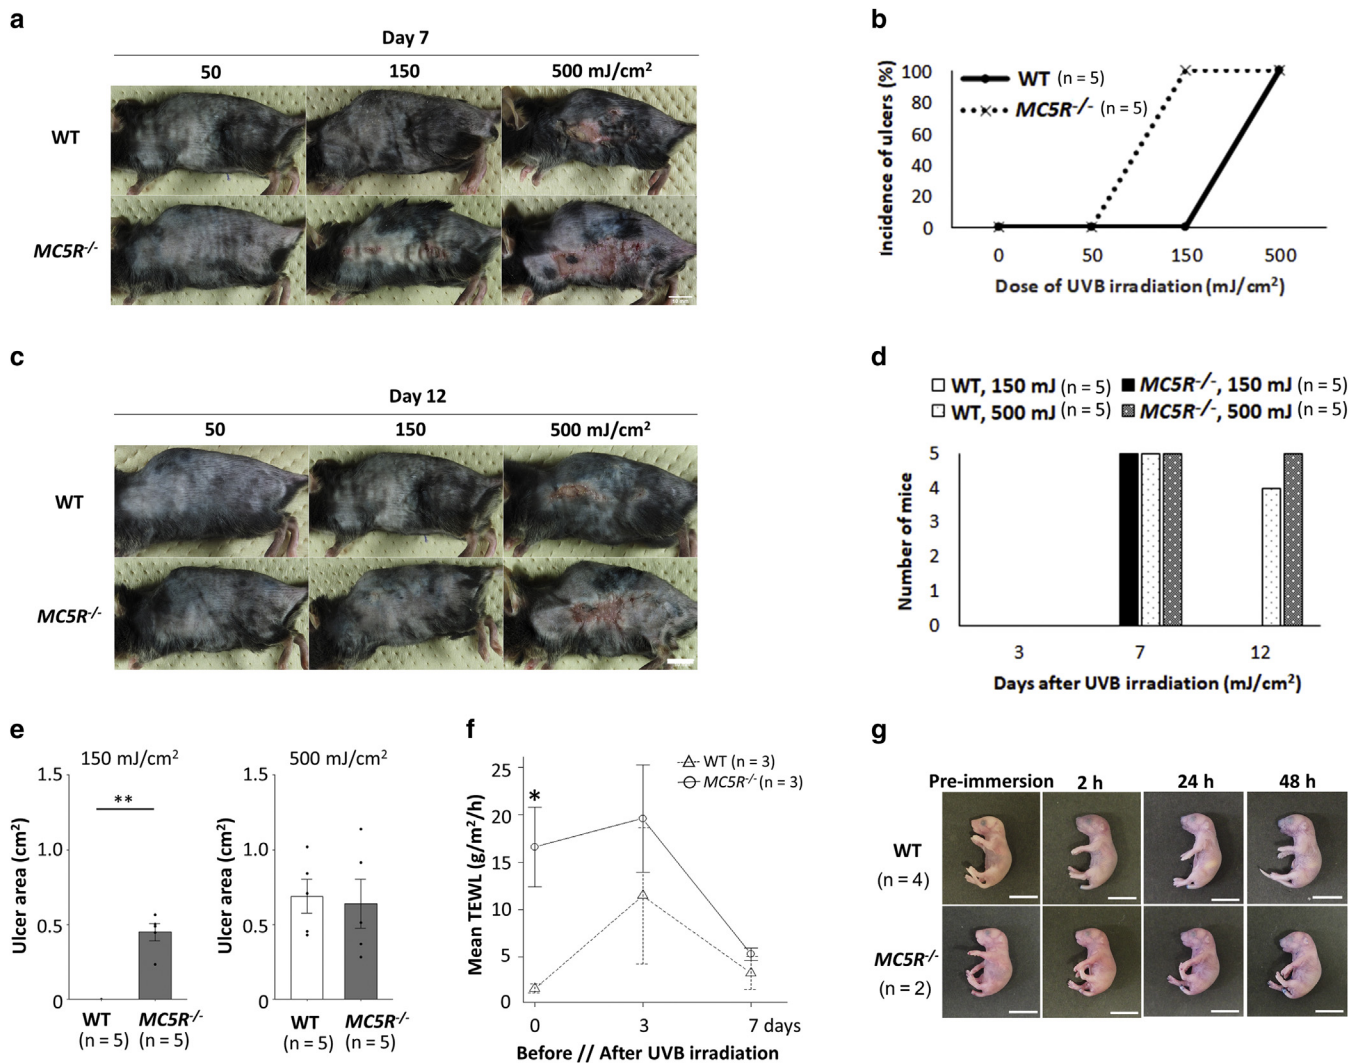 a
Day 7
50 150 500 mJ/cm²
WT
MC5R-/-
b
Incidence of ulcers (%)
100
80
60
40
20
0
WT (n = 5)
MC5R-/- (n = 5)
0 50 150 500
Dose of UVB irradiation (mJ/cm²)
c
Day 12
50 150 500 mJ/cm²
WT
MC5R-/-
d
WT, 150 mJ (n = 5) MC5R-/-, 150 mJ (n = 5)
WT, 500 mJ (n = 5) MC5R-/-, 500 mJ (n = 5)
Number of mice
5
4
3
2
1
0
3 7 12
Days after UVB irradiation (mJ/cm²)
e
150 mJ/cm²
Ulcer area (cm²)
1.5
1.0
0.5
0
**
WT MC5R-/-
(n = 5) (n = 5)
500 mJ/cm²
Ulcer area (cm²)
1.5
1.0
0.5
0
WT MC5R-/-
(n = 5) (n = 5)
f
Mean TEWL (g/m²/h)
25
20
15
10
5
0
*
WT (n = 3)
MC5R-/- (n = 3)
0 3 7 days
Before // After UVB irradiation
g
Pre-immersion 2 h 24 h 48 h
WT
(n = 4)
MC5R-/-
(n = 2)